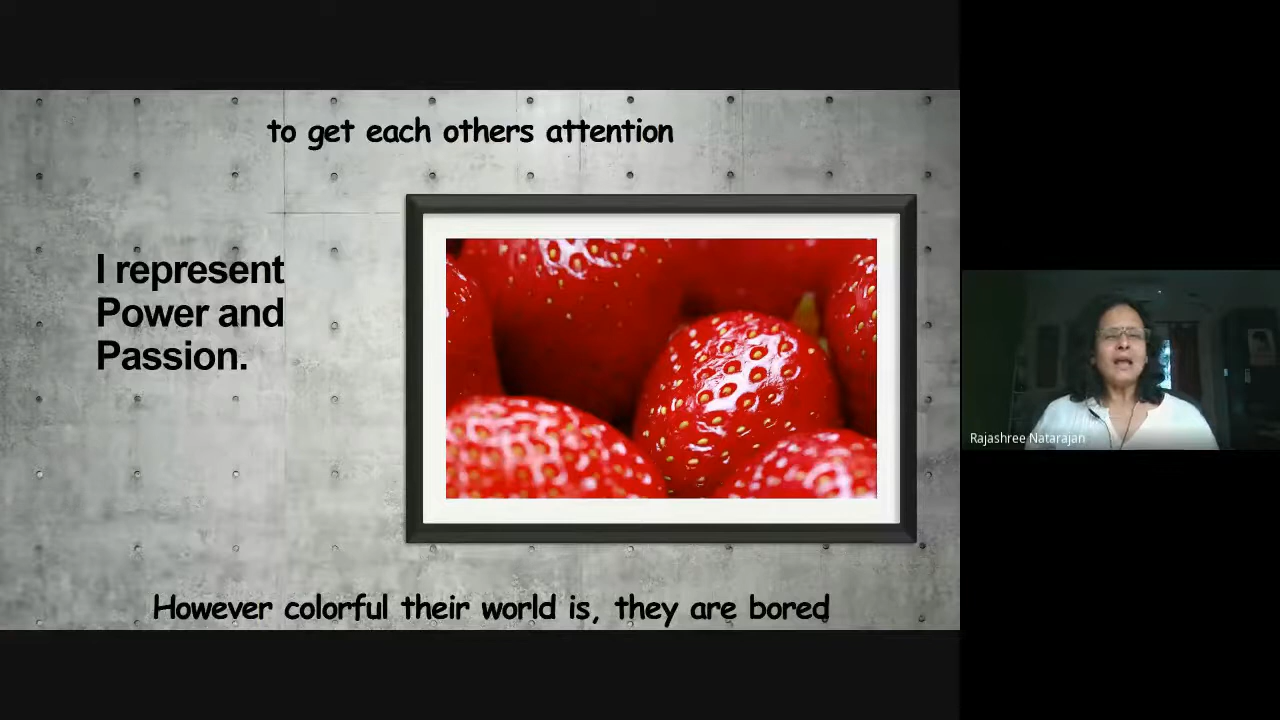 to get each others attention
I represent
Power and
Passion.
However colorful their world is, they are bored
Rajashree Natarajan